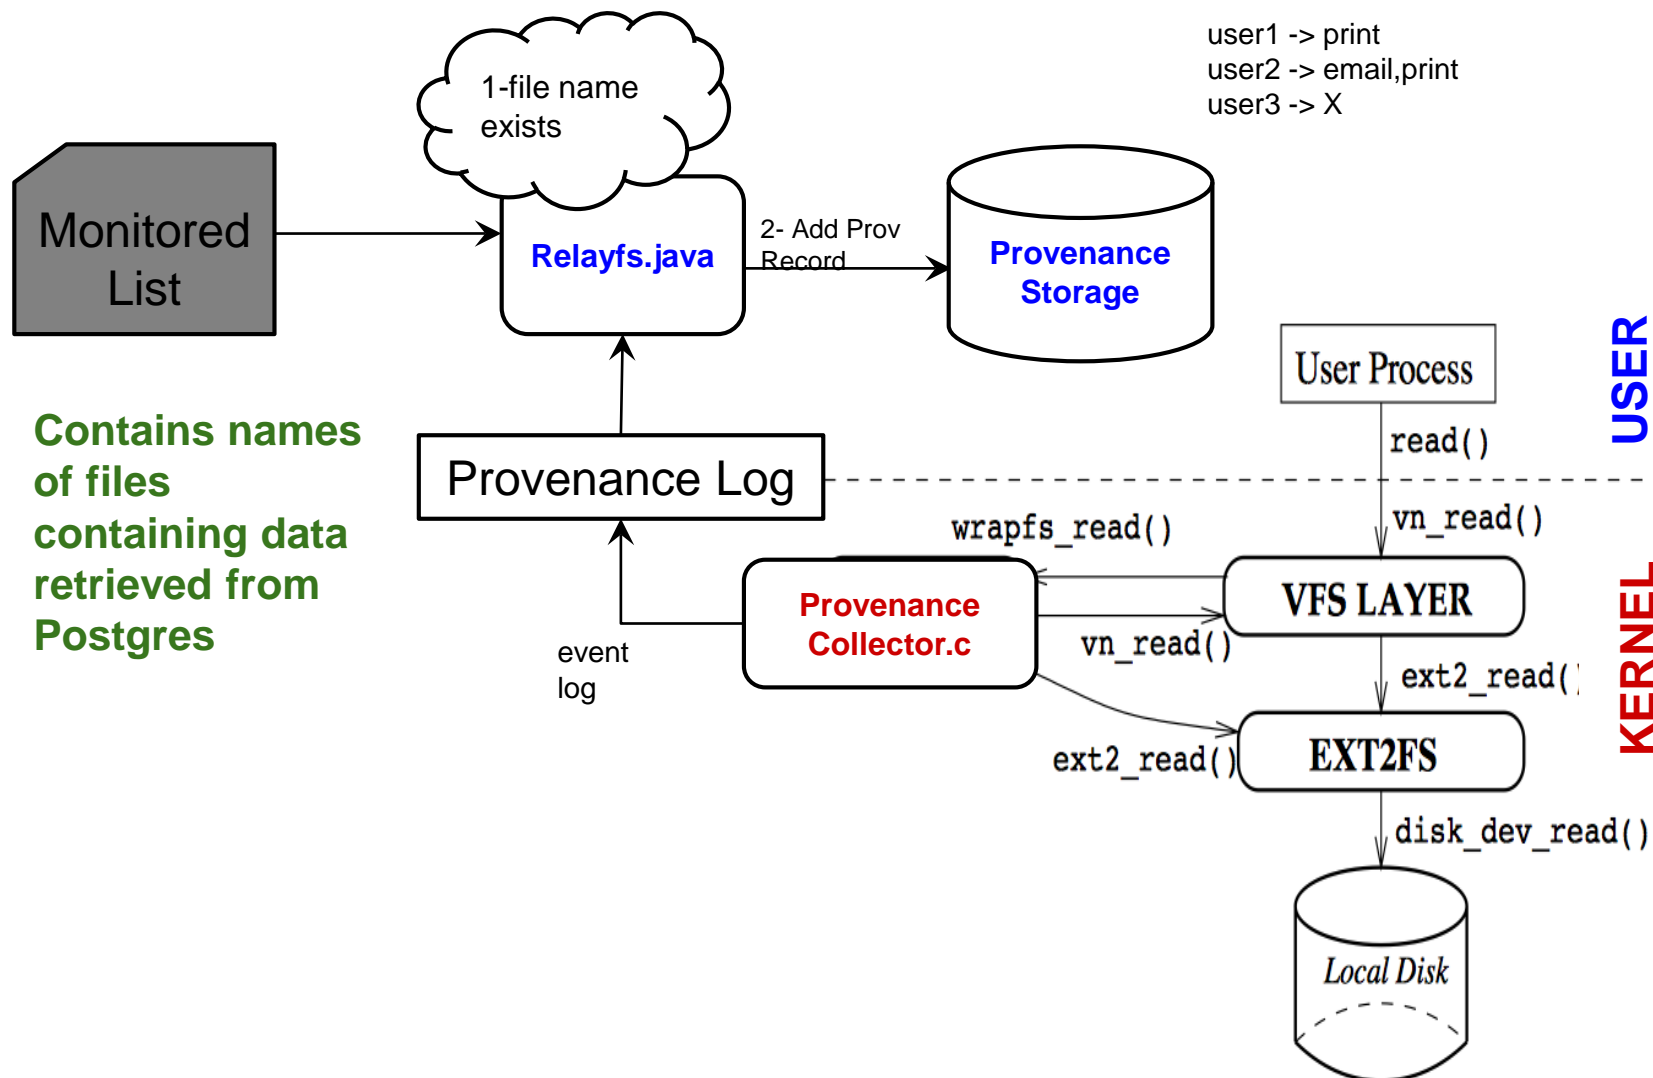 user1 -> print
user2 -> email,print
user3 -> X
1-file name
exists
Monitored
List
Relayfs.java
2- Add Prov
Record
Provenance
Storage
User Process
USER
read()
Contains names
of files
containing data
retrieved from
Postgres
Provenance Log
wrapfs_read()
vn_read()
Provenance
Collector.c
VFS LAYER
KERNEL
vn_read()
event
log
ext2_read()
ext2_read()
EXT2FS
disk_dev_read()
Local Disk